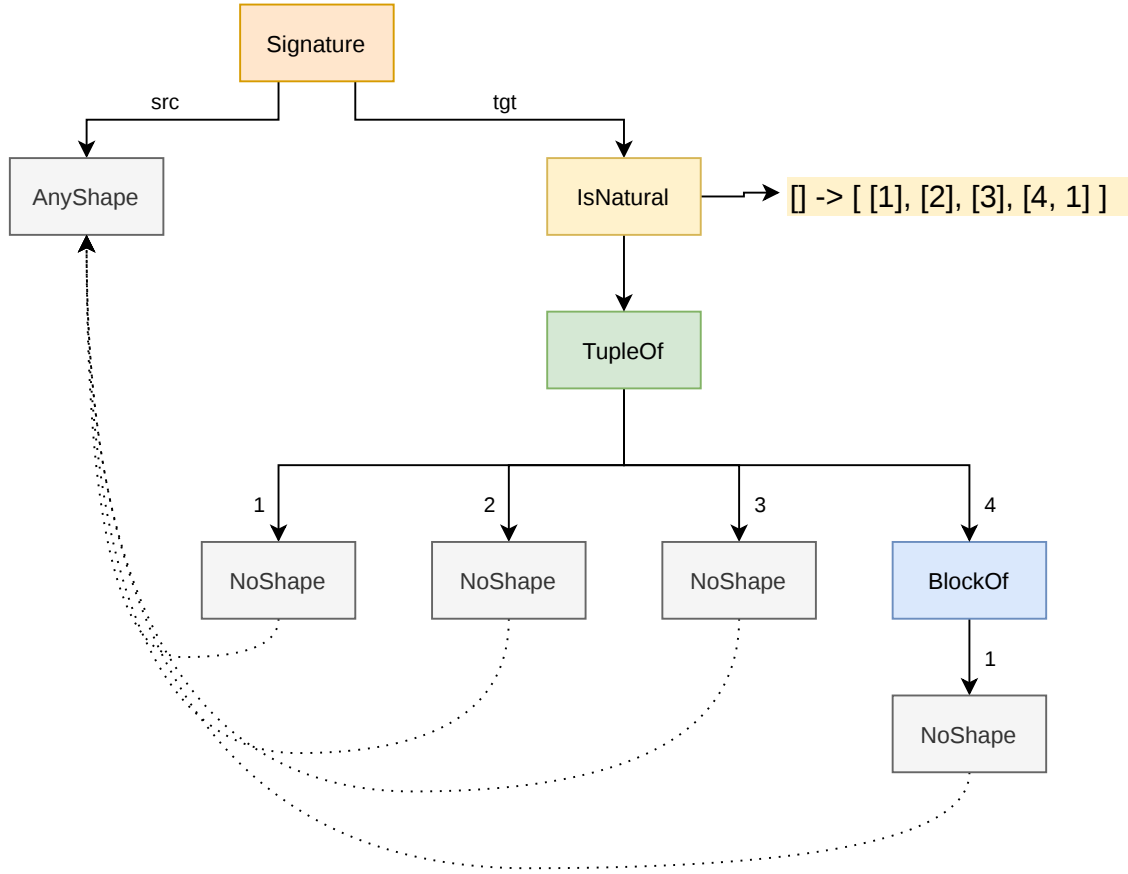 Signature
src
tgt
AnyShape
IsNatural
[] -> [ [1], [2], [3], [4, 1] ]
TupleOf
1
2
3
4
NoShape
NoShape
NoShape
BlockOf
1
NoShape